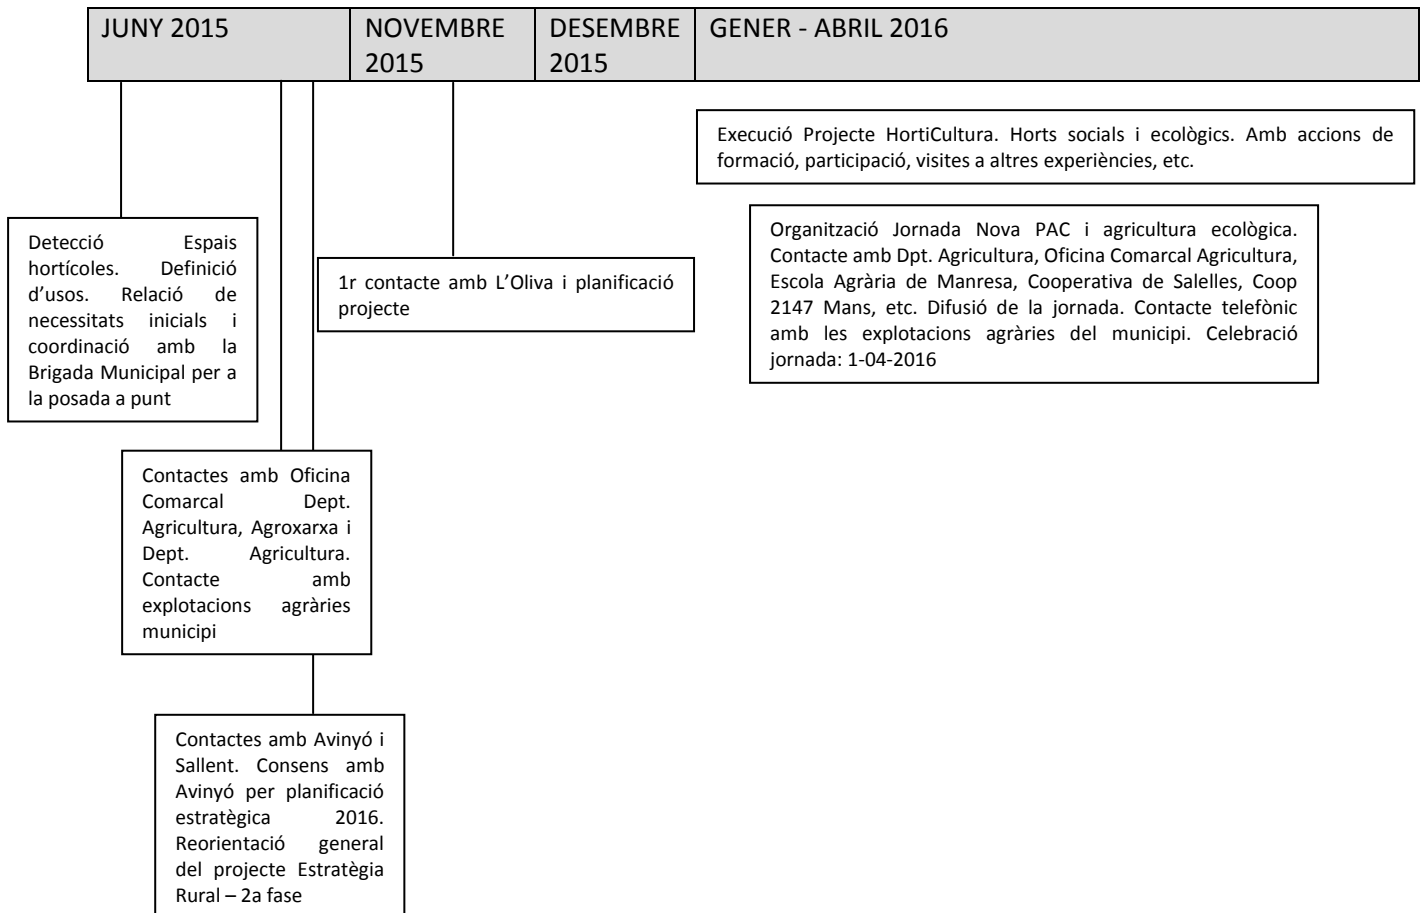 JUNY 2015
NOVEMBRE
2015
DESEMBRE
2015
GENER - ABRIL 2016
Execució Projecte HortiCultura. Horts socials i ecològics. Amb accions de
formació, participació, visites a altres experiències, etc.
Detecció Espais
hortícoles. Definició
d’usos. Relació de
necessitats inicials i
coordinació amb la
Brigada Municipal per a
la posada a punt
1r contacte amb L’Oliva i planificació
projecte
Organització Jornada Nova PAC i agricultura ecològica.
Contacte amb Dpt. Agricultura, Oficina Comarcal Agricultura,
Escola Agrària de Manresa, Cooperativa de Salelles, Coop
2147 Mans, etc. Difusió de la jornada. Contacte telefònic
amb les explotacions agràries del municipi. Celebració
jornada: 1-04-2016
Contactes amb Oficina
Comarcal Dept.
Agricultura, Agroxarxa i
Dept. Agricultura.
Contacte amb
explotacions agràries
municipi
Contactes amb Avinyó i
Sallent. Consens amb
Avinyó per planificació
estratègica 2016.
Reorientació general
del projecte Estratègia
Rural – 2a fase